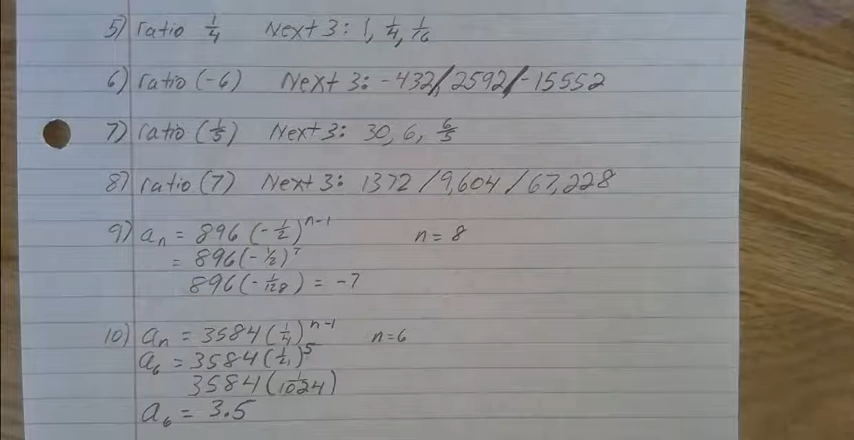 5) ratio 1/4 Next 3: 1, 1/4, 1/16
6) ratio (-6) Next 3: -432/2592/-15552
7) ratio (1/5) Next 3: 30, 6, 6/5
8) ratio (7) Next 3: 1372 / 9,604 / 67,228
9) aₙ = 896 (-1/2)ⁿ⁻¹ n = 8
= 896(-1/2)⁷
896(-1/128) = -7
10) aₙ = 3584 (1/4)ⁿ⁻¹ n=6
a₆ = 3584 (1/4)⁵
3584 (1/1024)
a₆ = 3.5